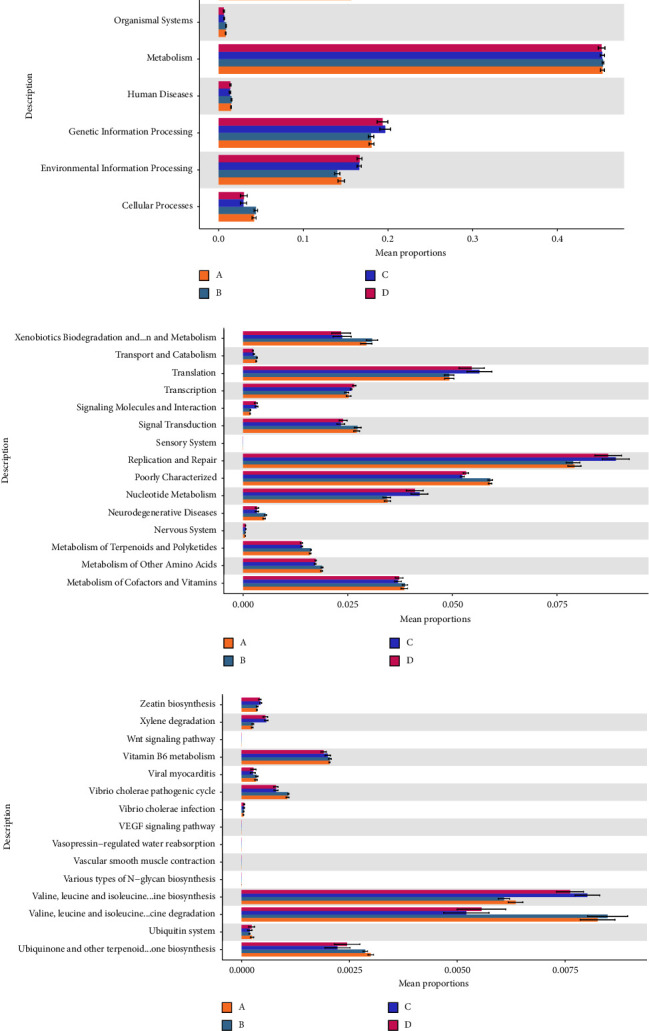 Description
Organismal Systems
Metabolism
Human Diseases
Genetic Information Processing
Environmental Information Processing
Cellular Processes
0.0 0.1 0.2 0.3 0.4
Mean proportions
A C
B D
Description
Xenobiotics Biodegradation and...n and Metabolism
Transport and Catabolism
Translation
Transcription
Signaling Molecules and Interaction
Signal Transduction
Sensory System
Replication and Repair
Poorly Characterized
Nucleotide Metabolism
Neurodegenerative Diseases
Nervous System
Metabolism of Terpenoids and Polyketides
Metabolism of Other Amino Acids
Metabolism of Cofactors and Vitamins
0.000 0.025 0.050 0.075
Mean proportions
A C
B D
Description
Zeatin biosynthesis
Xylene degradation
Wnt signaling pathway
Vitamin B6 metabolism
Viral myocarditis
Vibrio cholerae pathogenic cycle
Vibrio cholerae infection
VEGF signaling pathway
Vasopressin−regulated water reabsorption
Vascular smooth muscle contraction
Various types of N−glycan biosynthesis
Valine, leucine and isoleucine...ine biosynthesis
Valine, leucine and isoleucine...cine degradation
Ubiquitin system
Ubiquinone and other terpenoid...one biosynthesis
0.0000 0.0025 0.0050 0.0075
Mean proportions
A C
B D